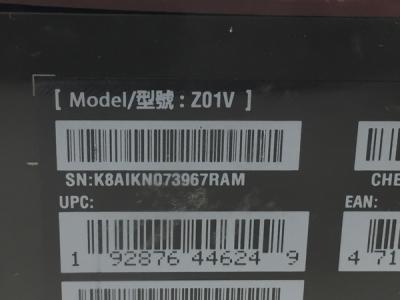 [ Model/型號 : Z01V ]
SN:K8AIKN073967RAM
CHE
UPC:
EAN:
1 92876 44624 9
4 71